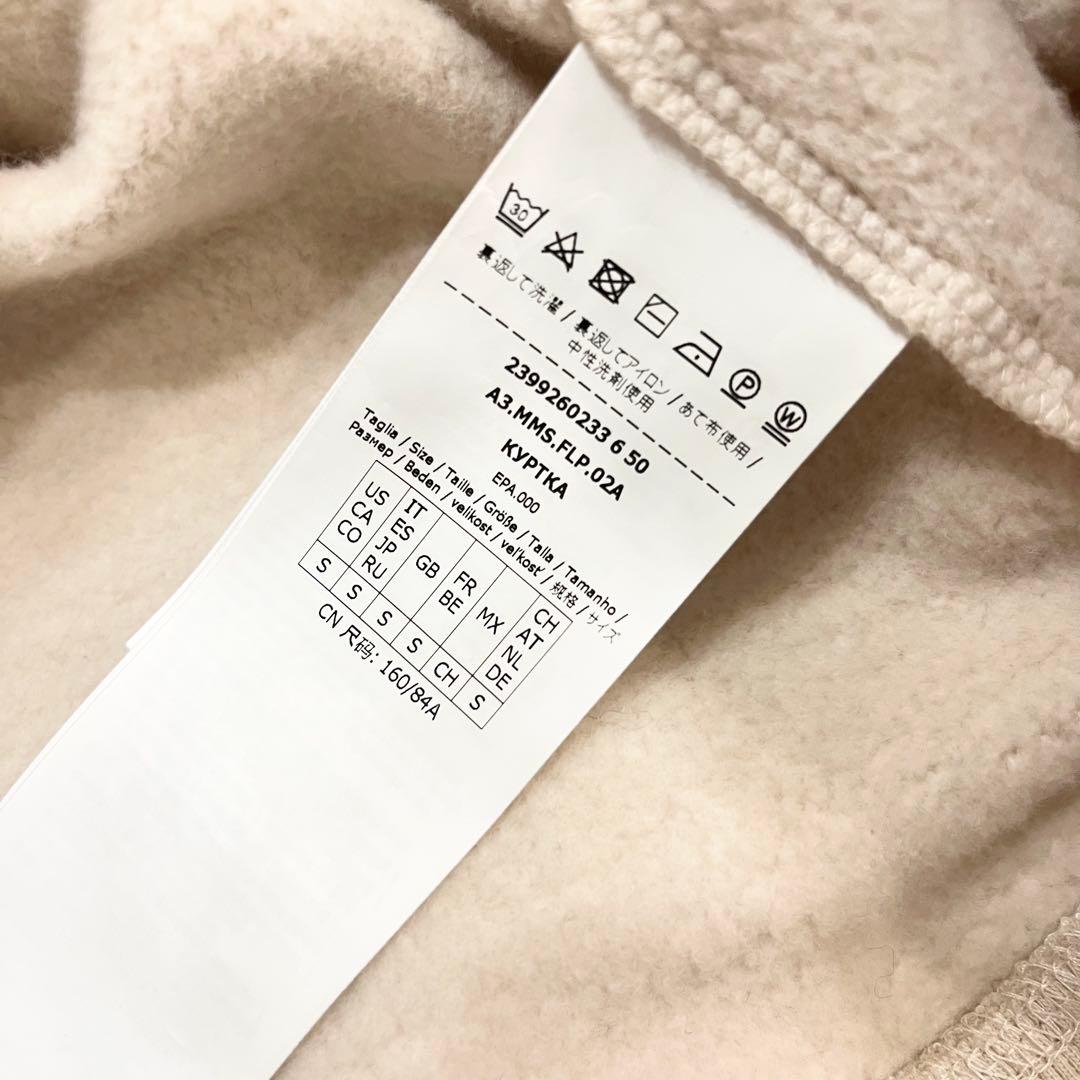 30
P
W
裏返して洗濯 / 裏返してアイロン / あて布使用 /
中性洗剤使用
2399260233 6 50
A3.MMS.FLP.02A
КУРТКА
EPA.000
Taglia / Size / Taille / Größe / Talla / Tamanho /
Размер / Beden / velikost / vel'kosť / 规格 / サイズ
US CA CO
IT ES JP RU
GB
FR BE
MX
CH AT NL DE
S S S S CH S
CN 尺码: 160/84A